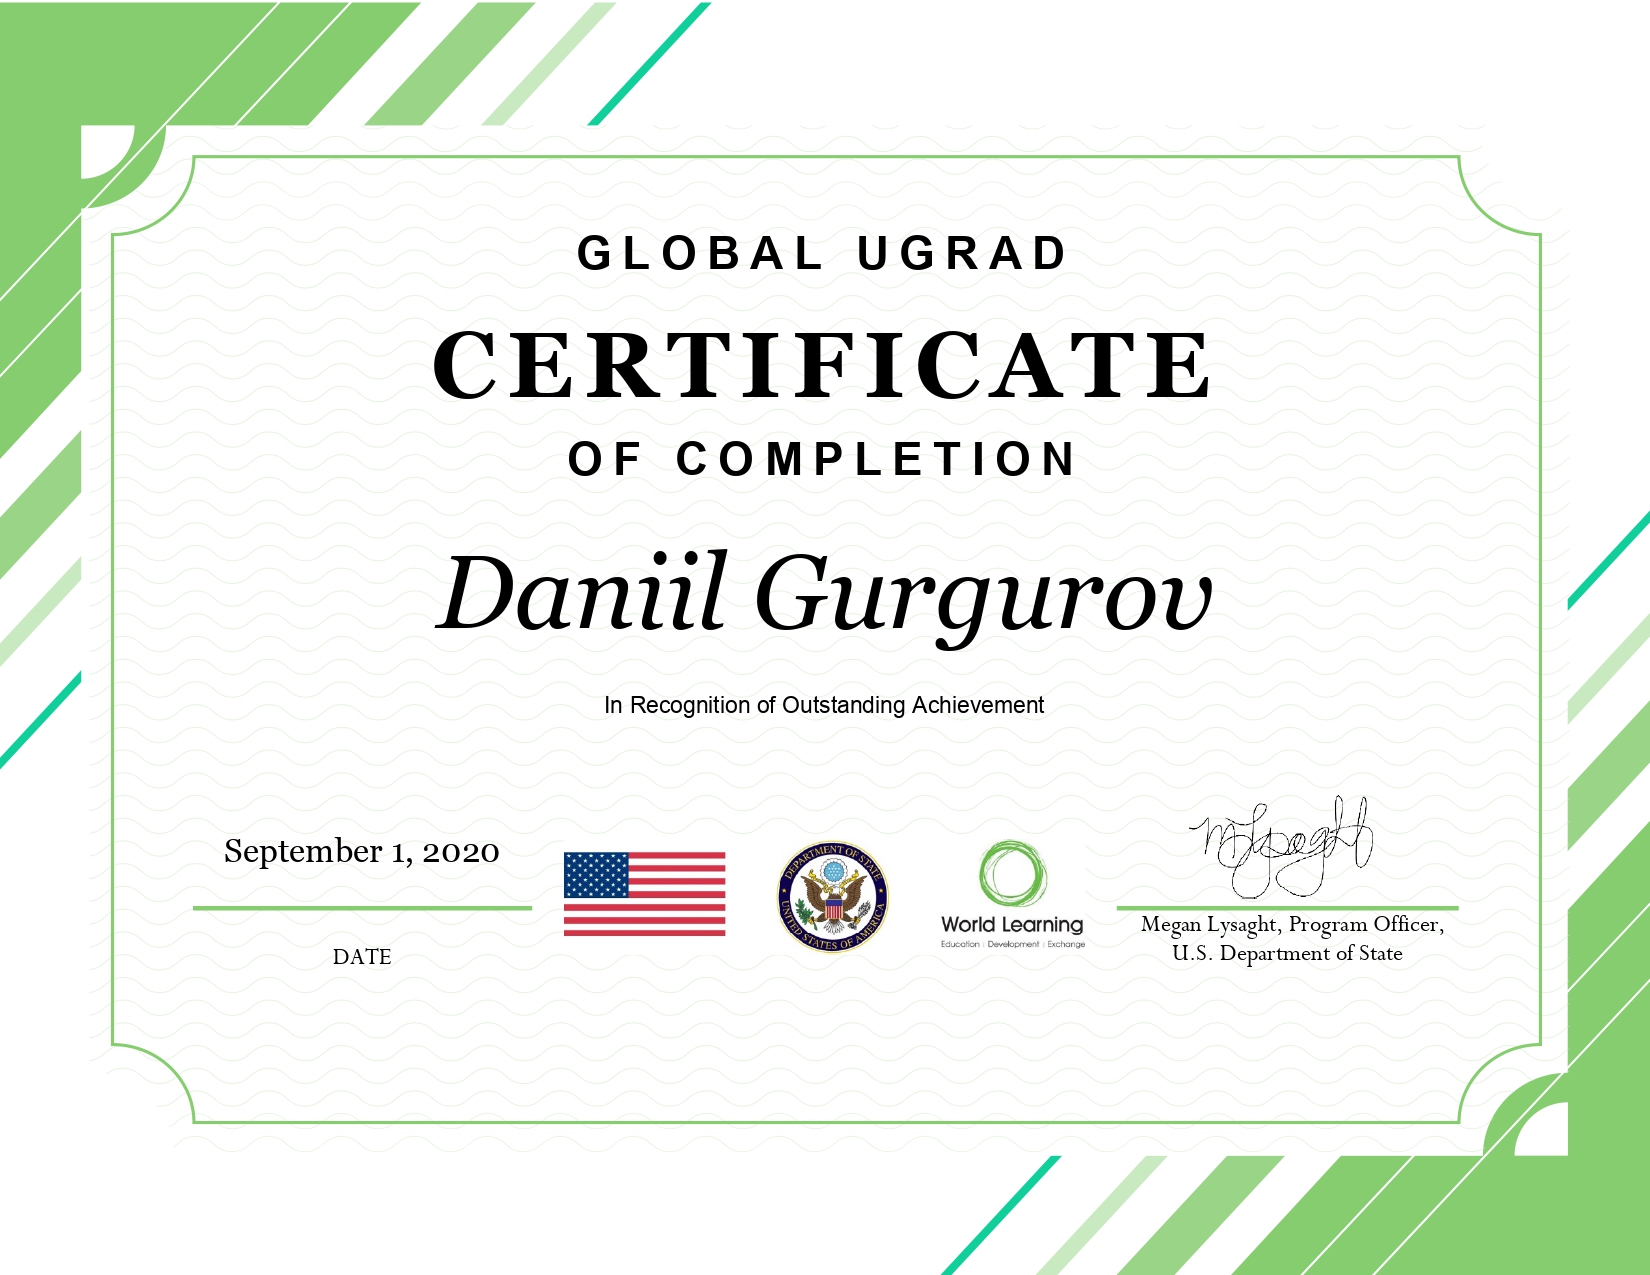 GLOBAL UGRAD
CERTIFICATE
OF COMPLETION
Daniil Gurgurov
In Recognition of Outstanding Achievement
September 1, 2020
DATE
DEPARTMENT OF STATE
UNITED STATES OF AMERICA
World Learning
Education | Development | Exchange
Megan Lysaght, Program Officer,
U.S. Department of State